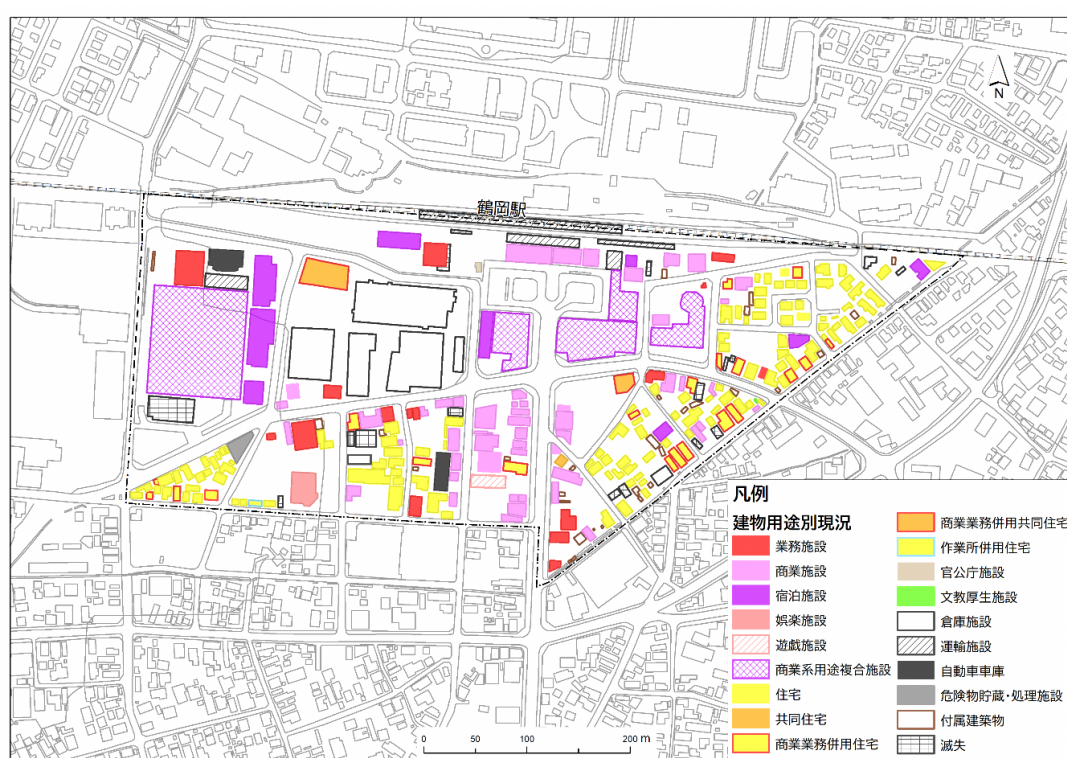 N
鶴岡駅
凡例
建物用途別現況
業務施設
商業施設
宿泊施設
娯楽施設
遊戯施設
商業系用途複合施設
住宅
共同住宅
商業業務併用住宅
商業業務併用共同住宅
作業所併用住宅
官公庁施設
文教厚生施設
倉庫施設
運輸施設
自動車車庫
危険物貯蔵・処理施設
付属建築物
滅失
0 100 200 m